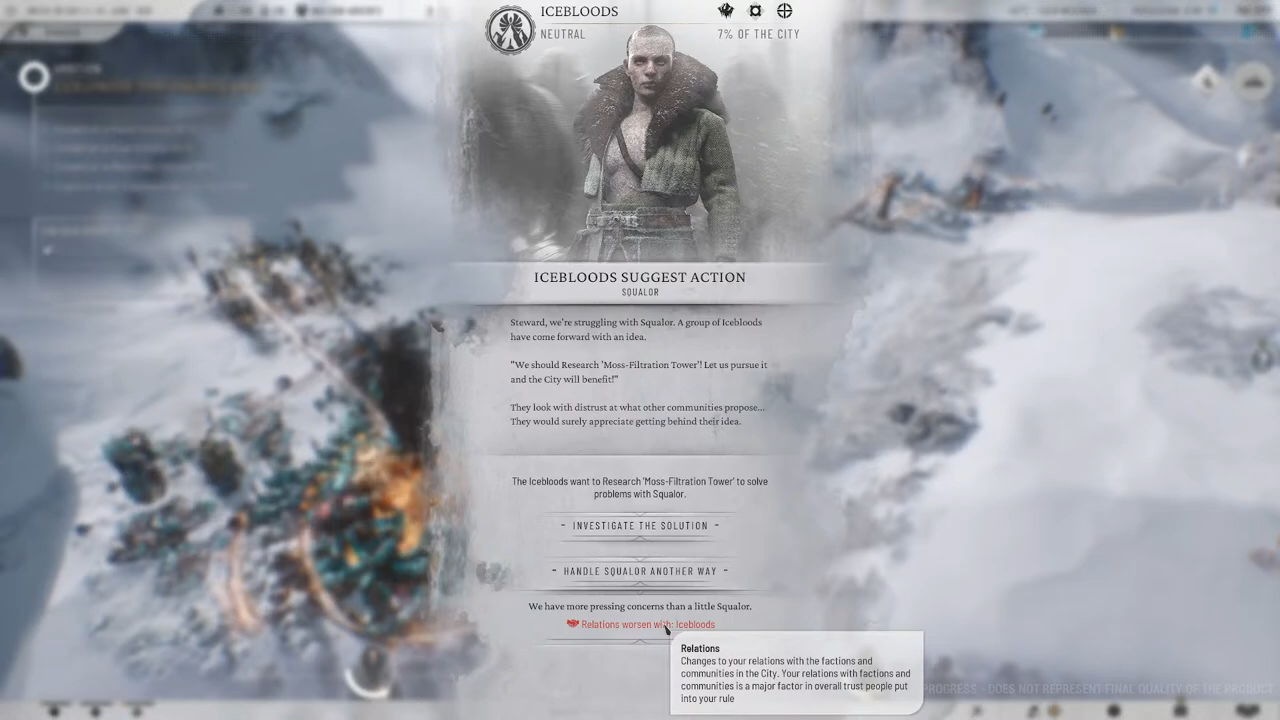 ICEBLOODS
NEUTRAL
7% OF THE CITY
ICEBLOODS SUGGEST ACTION
SQUALOR
Steward, we're struggling with Squalor. A group of Icebloods
have come forward with an idea.
"We should Research 'Moss-Filtration Tower'! Let us pursue it
and the City will benefit!"
They look with distrust at what other communities propose...
They would surely appreciate getting behind their idea.
The Icebloods want to Research 'Moss-Filtration Tower' to solve
problems with Squalor.
- INVESTIGATE THE SOLUTION -
- HANDLE SQUALOR ANOTHER WAY -
We have more pressing concerns than a little Squalor.
Relations worsen with: Icebloods
Relations
Changes to your relations with the factions and
communities in the City. Your relations with factions and
communities is a major factor in overall trust people put
into your rule
PROGRESS - DOES NOT REPRESENT FINAL QUALITY OF THE PRODUCT